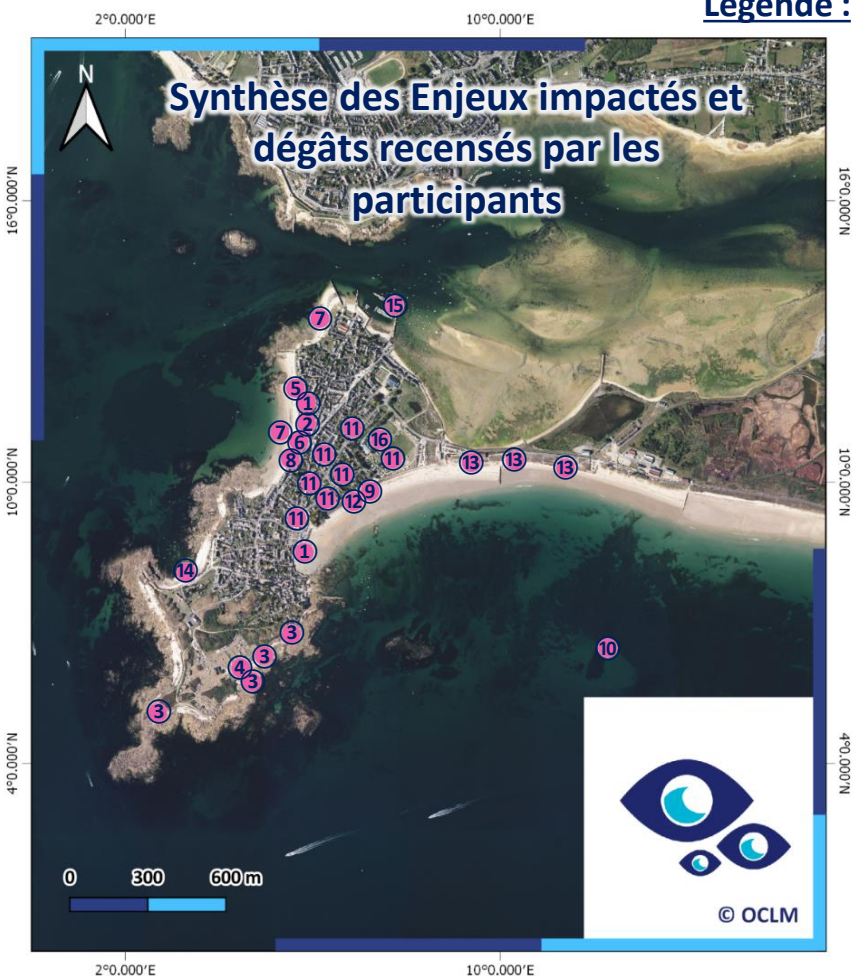 Légende :
2°0.000'E
10°0.000'E
N
Synthèse des Enjeux impactés et
dégâts recensés par les
participants
16°0.000'N
16°0.000'N
15
7
5
1
2
7
11
16
6
11
8
11
13
13
13
11
11
9
11
12
11
1
14
3
10
3
4
3
3
10°0.000'N
10°0.000'N
4°0.000'N
4°0.000'N
0 300 600 m
© OCLM
2°0.000'E
10°0.000'E